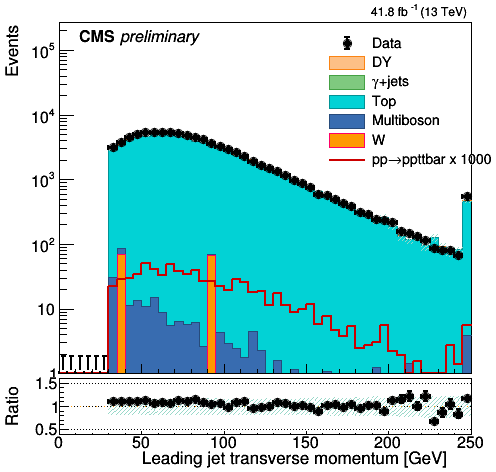 41.8 fb⁻¹ (13 TeV)
CMS preliminary
Events
Data
DY
γ+jets
Top
Multiboson
W
pp→ppttbar x 1000
10⁵
10⁴
10³
10²
10
1
Ratio
1.5
1
0.5
0 50 100 150 200 250
Leading jet transverse momentum [GeV]